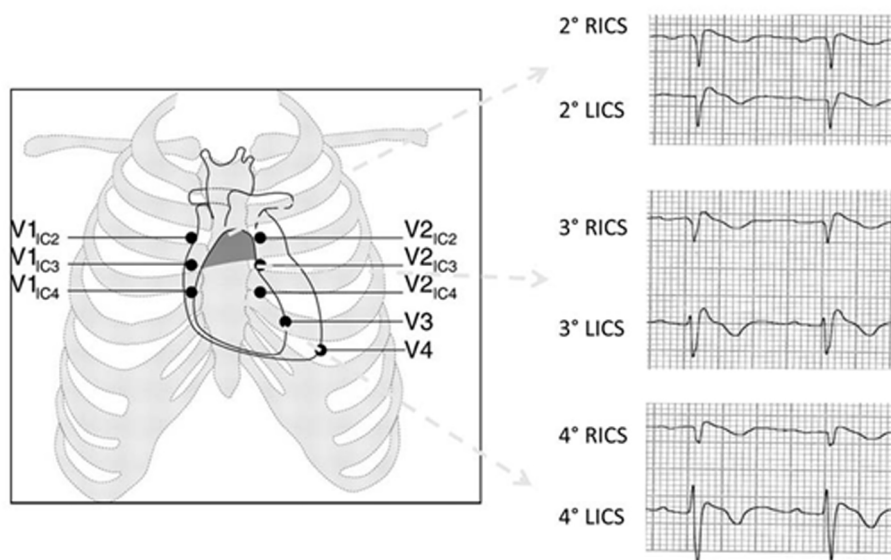 2° RICS
2° LICS
V1IC2
V2IC2
V1IC3
V2IC3
V1IC4
V2IC4
V3
V4
3° RICS
3° LICS
4° RICS
4° LICS